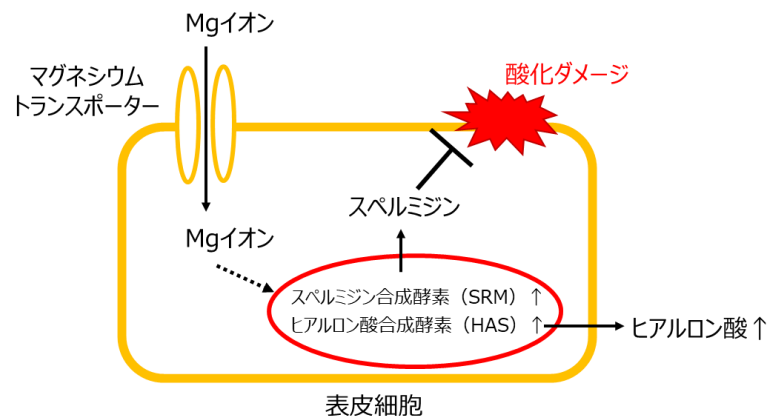 Mgイオン
マグネシウム
トランスポーター
酸化ダメージ
スペルミジン
Mgイオン
スペルミジン合成酵素（SRM）↑
ヒアルロン酸合成酵素（HAS）↑
ヒアルロン酸↑
表皮細胞